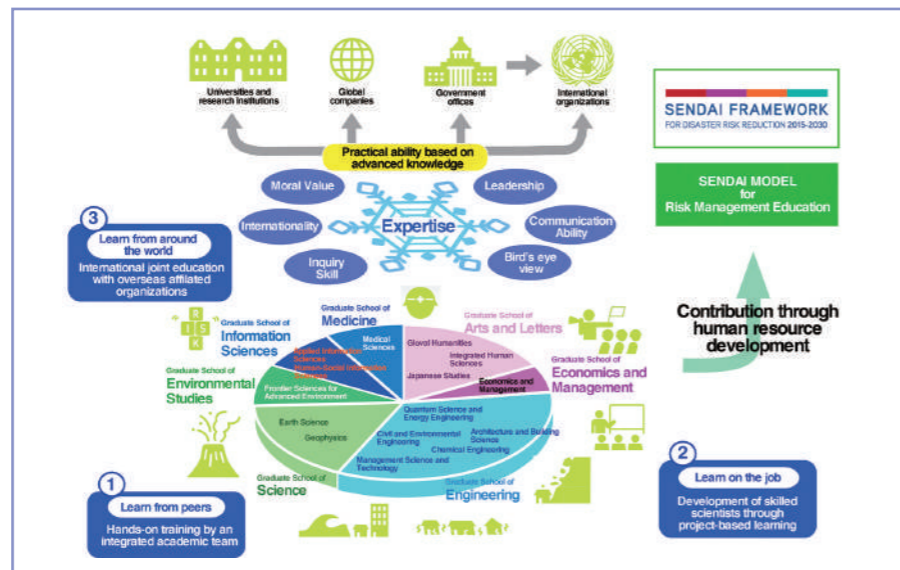 Universities and
research institutions
Global
companies
Government
offices
International
organizations
Practical ability based on
advanced knowledge
SENDAI FRAMEWORK
FOR DISASTER RISK REDUCTION 2015-2030
SENDAI MODEL
for
Risk Management Education
Moral Value
Leadership
Internationality
Expertise
Communication
Ability
Inquiry
Skill
Bird's eye
view
3
Learn from around
the world
International joint education
with overseas affilated
organizations
Contribution through
human resource
development
R
I S
K
Graduate School of
Medicine
Medical
Sciences
Graduate School of
Arts and Letters
Gloval Humanities
Integrated Human
Sciences
Japanese Studies
Graduate School of
Information
Sciences
Applied Information
Sciences
Human-Social Information
Sciences
Graduate School of
Economics and
Management
Economics and
Management
Graduate School of
Environmental
Studies
Frontier Sciences for
Advanced Environment
Earth Science
Geophysics
Graduate School of
Science
Quantum Science and
Energy Engineering
Civil and Environmental
Engineering
Architecture and Building
Science
Chemical Engineering
Management Science and
Technology
Graduate School of
Engineering
1
Learn from peers
Hands-on training by an
integrated academic team
2
Learn on the job
Development of skilled
scientists through
project-based learning